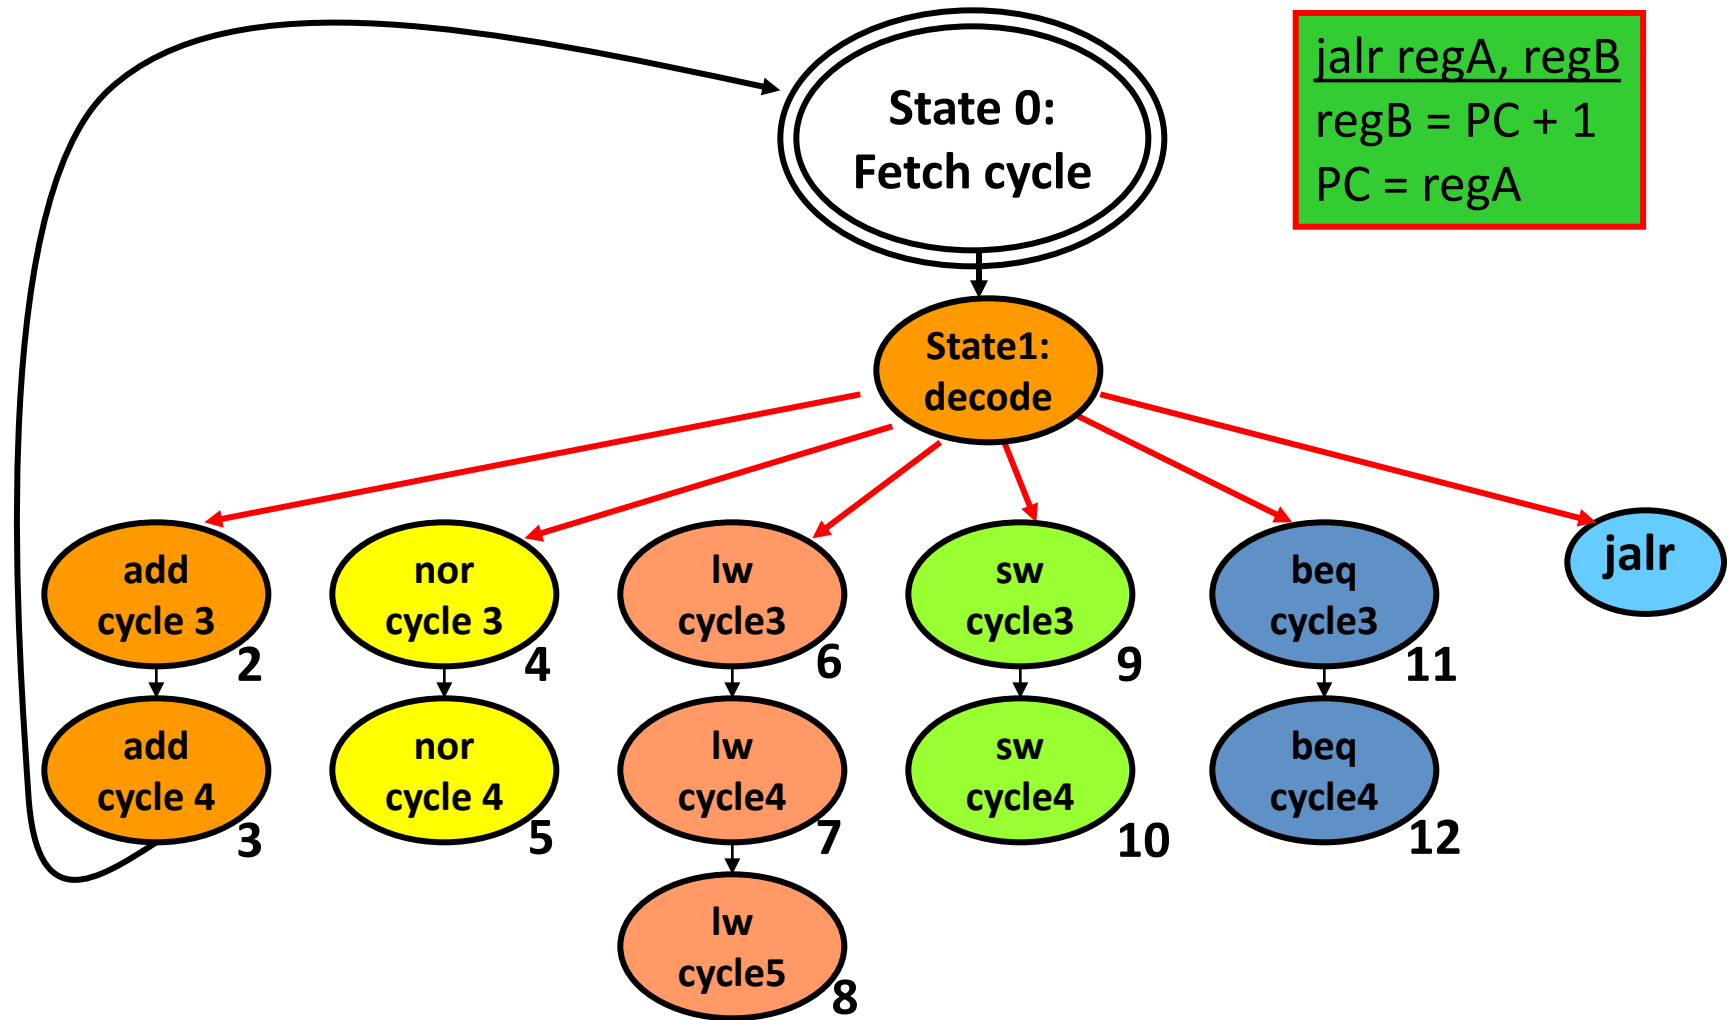 State 0:
Fetch cycle
jalr regA, regB
regB = PC + 1
PC = regA
State1:
decode
add
cycle 3
2
nor
cycle 3
4
lw
cycle3
6
sw
cycle3
9
beq
cycle3
11
jalr
add
cycle 4
3
nor
cycle 4
5
lw
cycle4
7
sw
cycle4
10
beq
cycle4
12
lw
cycle5
8